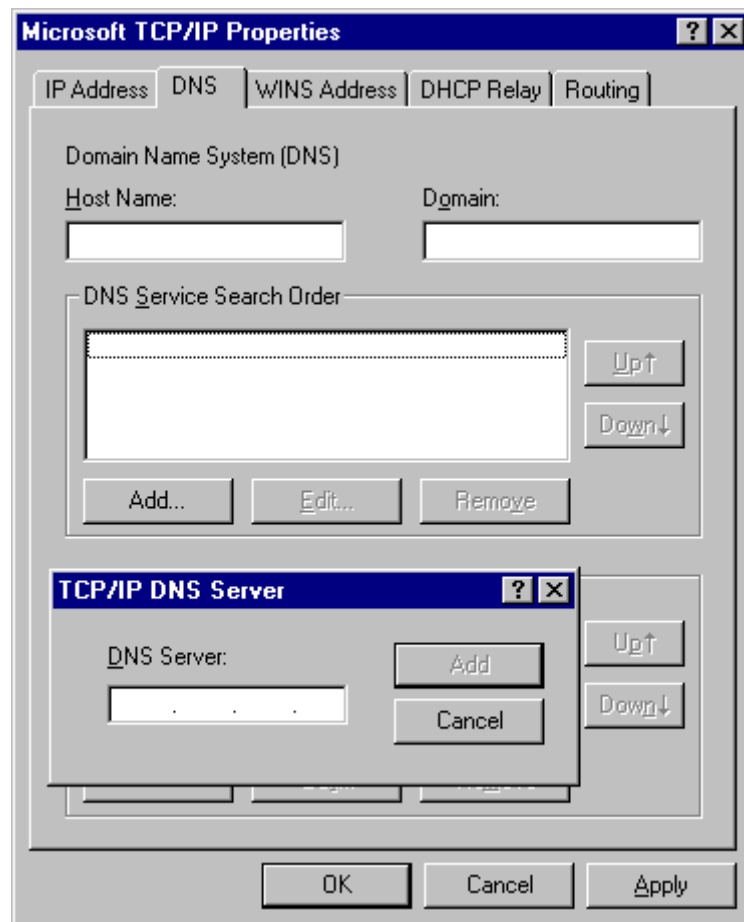 Microsoft TCP/IP Properties
IP Address DNS WINS Address DHCP Relay Routing
Domain Name System (DNS)
Host Name: Domain:
DNS Service Search Order
Up↑
Down↓
Add... Edit... Remove
TCP/IP DNS Server
DNS Server:
. . .
Add
Cancel
Up↑
Down↓
OK Cancel Apply